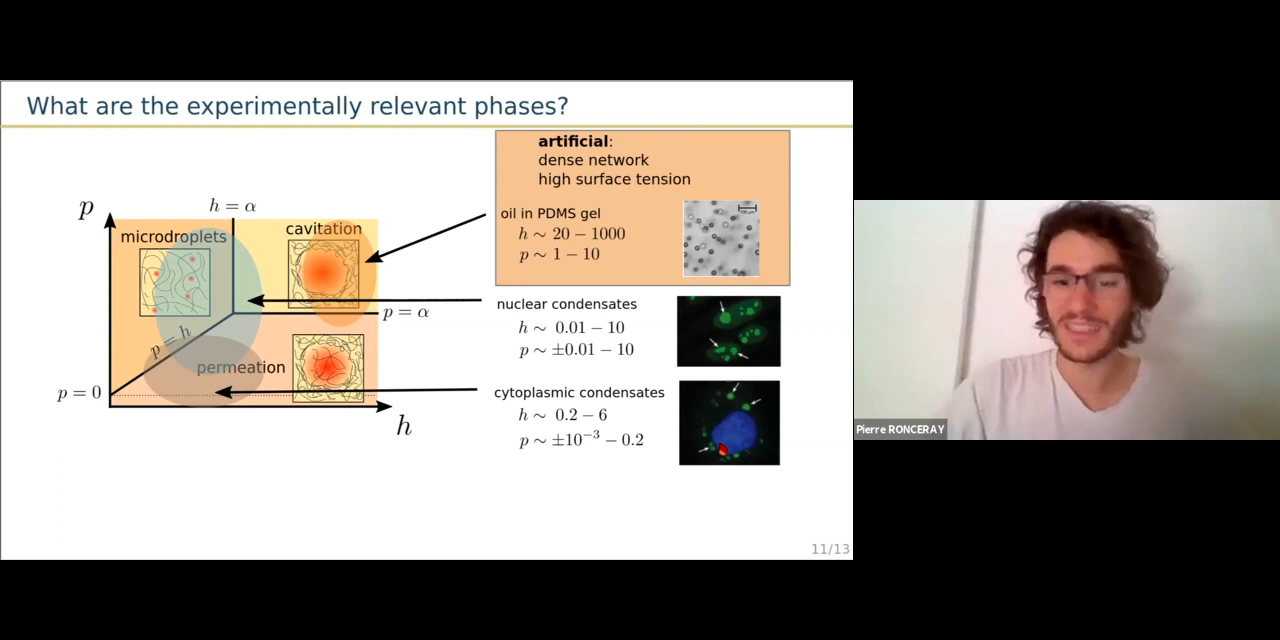 What are the experimentally relevant phases?
p
h = α
microdroplets
cavitation
p = h
p = α
permeation
p = 0
h
artificial:
dense network
high surface tension
oil in PDMS gel
h ∼ 20 − 1000
p ∼ 1 − 10
nuclear condensates
h ∼ 0.01 − 10
p ∼ ±0.01 − 10
cytoplasmic condensates
h ∼ 0.2 − 6
p ∼ ±10⁻³ − 0.2
11/13
Pierre RONCERAY